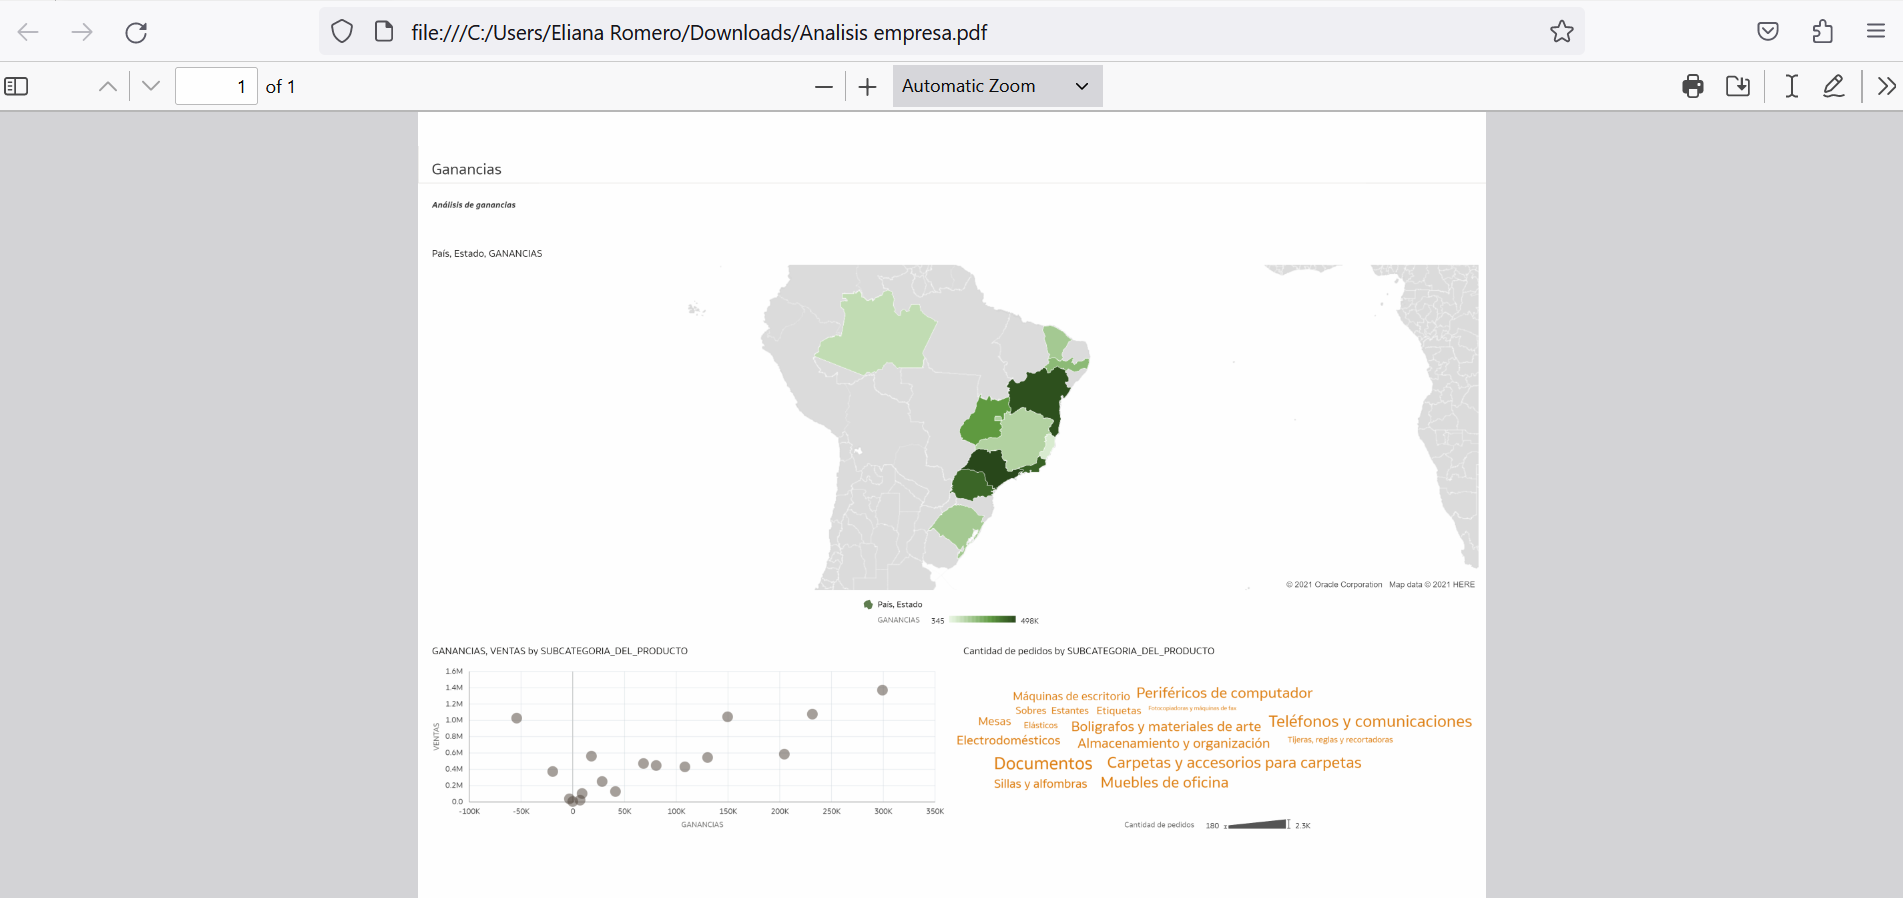 file:///C:/Users/Eliana Romero/Downloads/Analisis empresa.pdf
1 of 1
Automatic Zoom
Ganancias
Análisis de ganancias
País, Estado, GANANCIAS
© 2021 Oracle Corporation Map data © 2021 HERE
País, Estado
GANANCIAS 345 498K
GANANCIAS, VENTAS by SUBCATEGORIA_DEL_PRODUCTO
1.6M
1.4M
1.2M
1.0M
0.8M
0.6M
0.4M
0.2M
0.0
VENTAS
-100K -50K 0 50K 100K 150K 200K 250K 300K 350K
GANANCIAS
Cantidad de pedidos by SUBCATEGORIA_DEL_PRODUCTO
Máquinas de escritorio Periféricos de computador
Sobres Estantes Etiquetas Fotocopiadoras y máquinas de fax
Mesas Elásticos Boligrafos y materiales de arte Teléfonos y comunicaciones
Electrodomésticos Almacenamiento y organización Tijeras, reglas y recortadoras
Documentos Carpetas y accesorios para carpetas
Sillas y alfombras Muebles de oficina
Cantidad de pedidos 180 2.3K